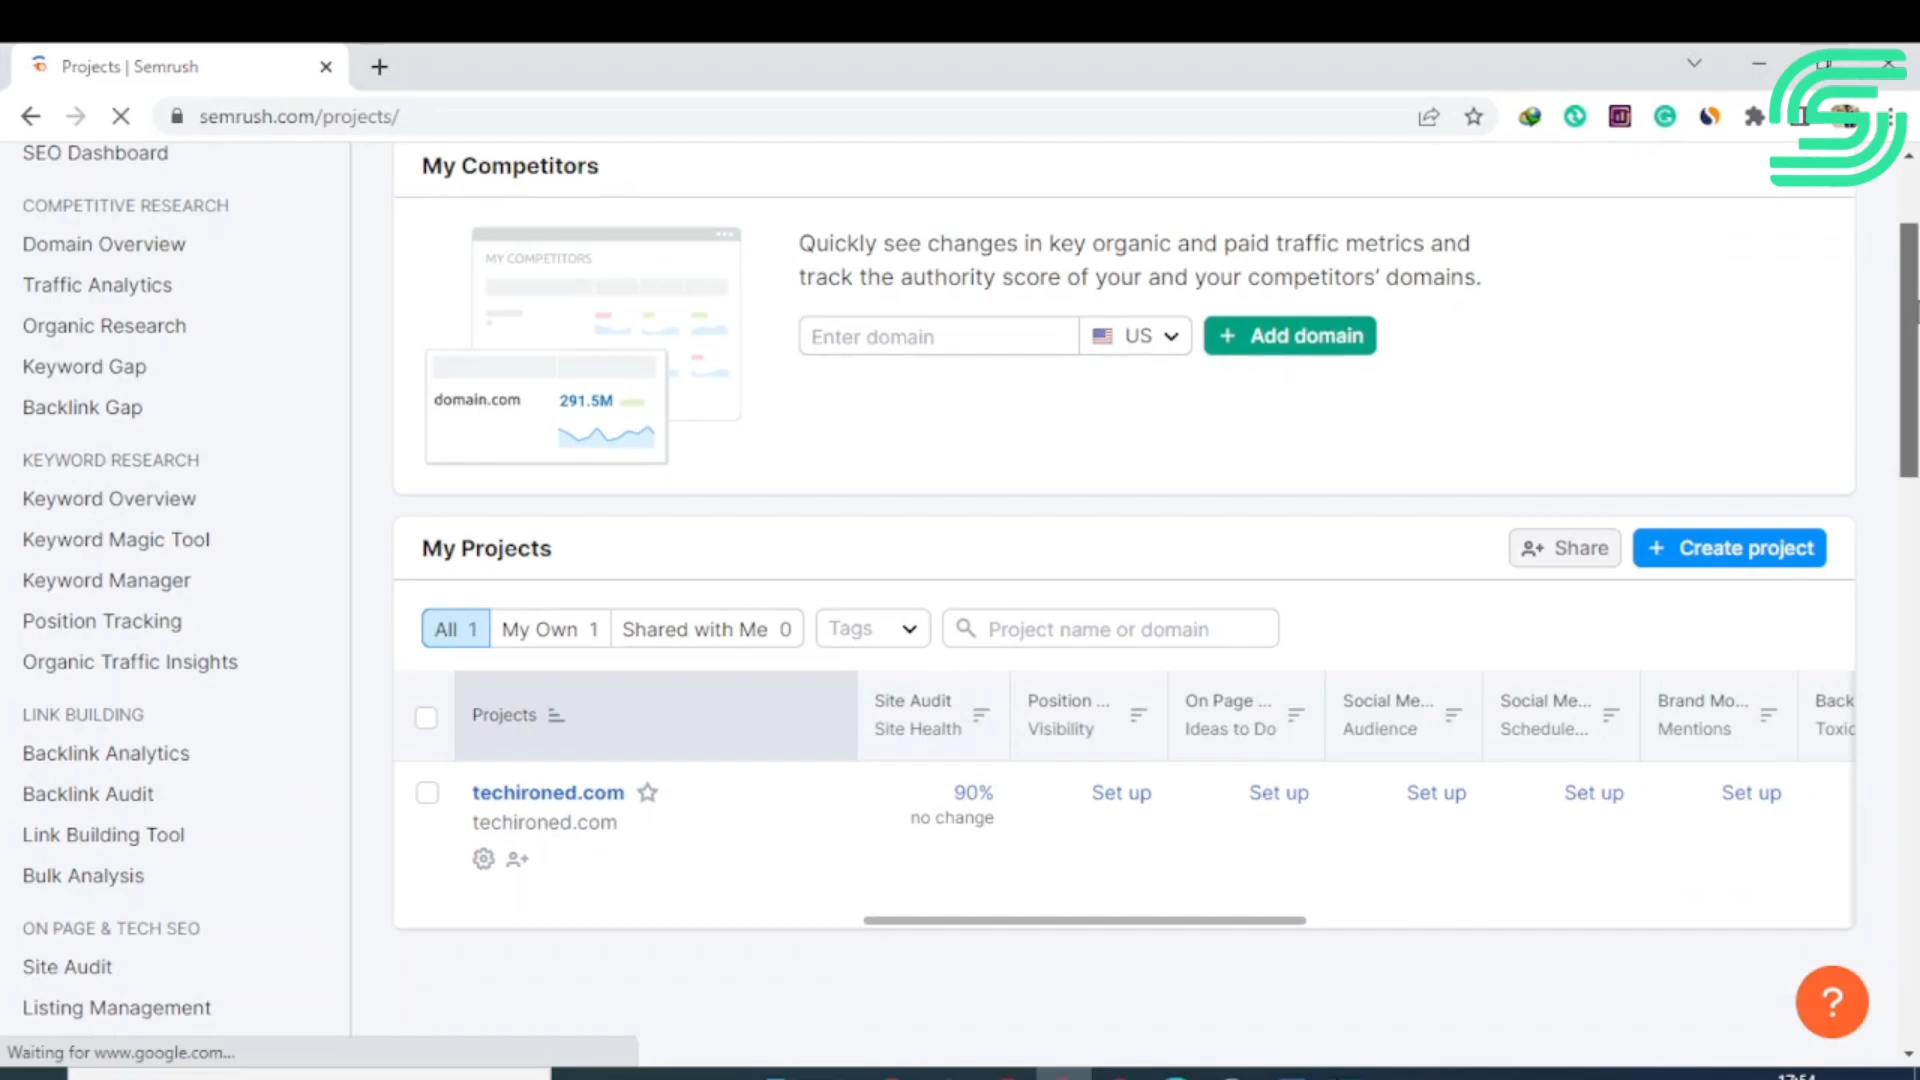 Projects | Semrush
semrush.com/projects/
SEO Dashboard
COMPETITIVE RESEARCH
Domain Overview
Traffic Analytics
Organic Research
Keyword Gap
Backlink Gap
KEYWORD RESEARCH
Keyword Overview
Keyword Magic Tool
Keyword Manager
Position Tracking
Organic Traffic Insights
LINK BUILDING
Backlink Analytics
Backlink Audit
Link Building Tool
Bulk Analysis
ON PAGE & TECH SEO
Site Audit
Listing Management
Waiting for www.google.com...
My Competitors
MY COMPETITORS
domain.com 291.5M
Quickly see changes in key organic and paid traffic metrics and
track the authority score of your and your competitors’ domains.
Enter domain US + Add domain
My Projects Share + Create project
All 1 My Own 1 Shared with Me 0 Tags Project name or domain
Projects
Site Audit Position ... On Page ... Social Me... Social Me... Brand Mo... Back
Site Health Visibility Ideas to Do Audience Schedule... Mentions Toxic
techironed.com 90% Set up Set up Set up Set up Set up
techironed.com no change
?
17:54